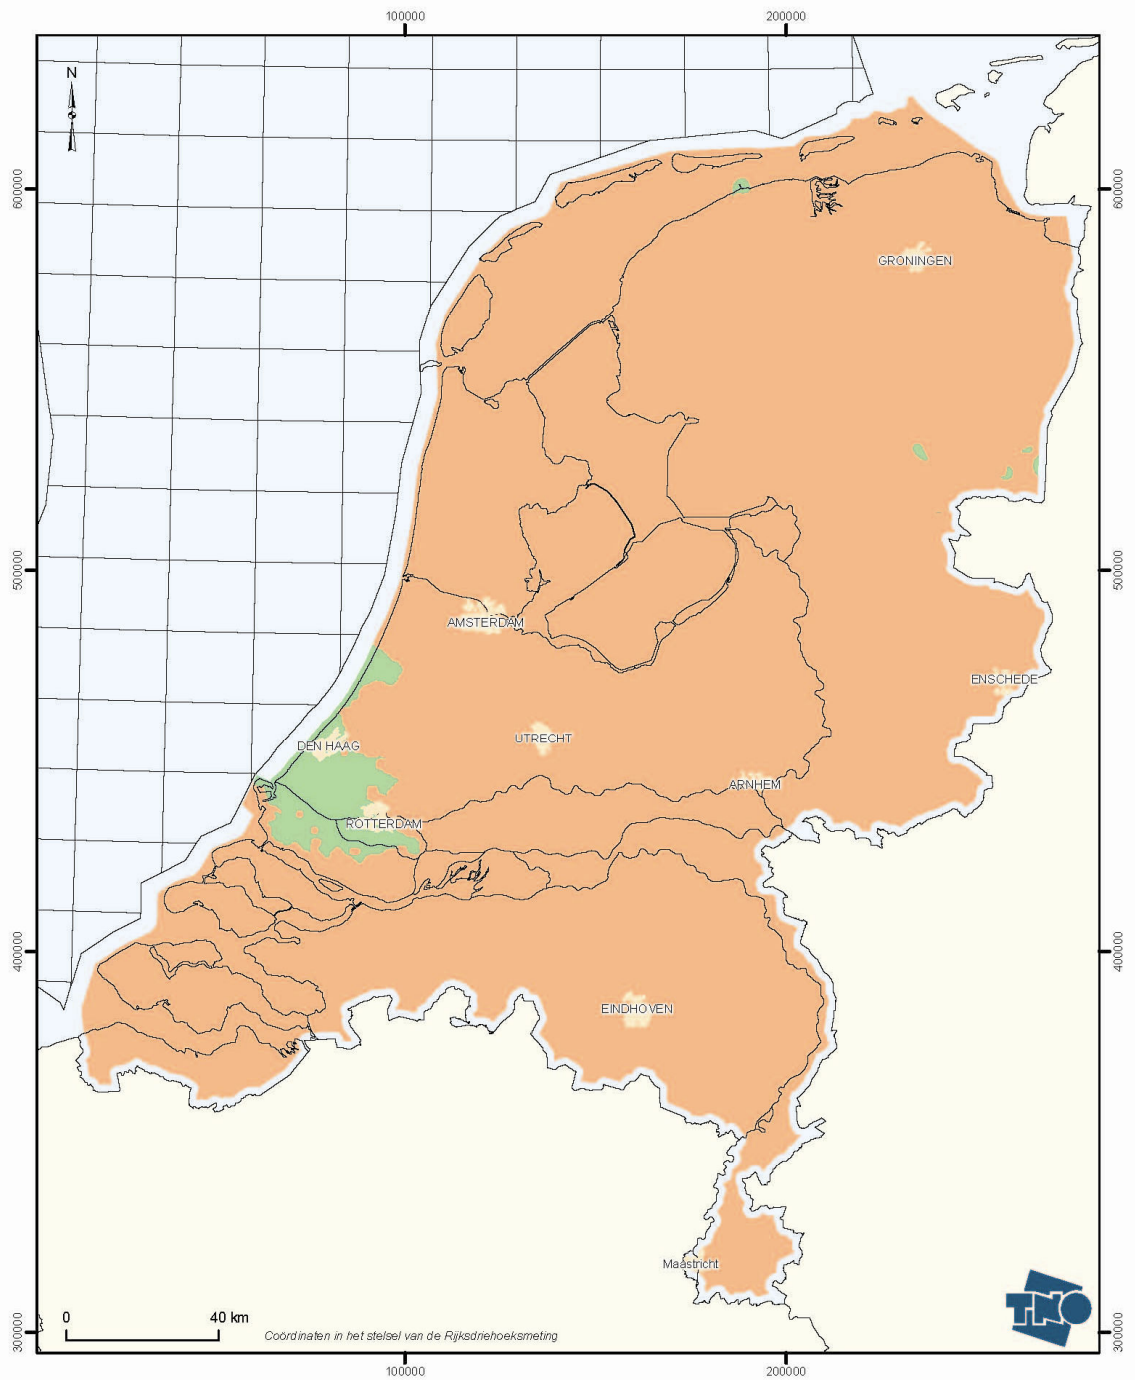 100000
200000
N
600000
600000
GRONINGEN
500000
500000
AMSTERDAM
ENSCHEDE
DEN HAAG
UTRECHT
ARNHEM
ROTTERDAM
400000
400000
EINDHOVEN
Maastricht
TNO
0
40 km
Coördinaten in het stelsel van de Rijksdriehoeksmeting
300000
300000
100000
200000